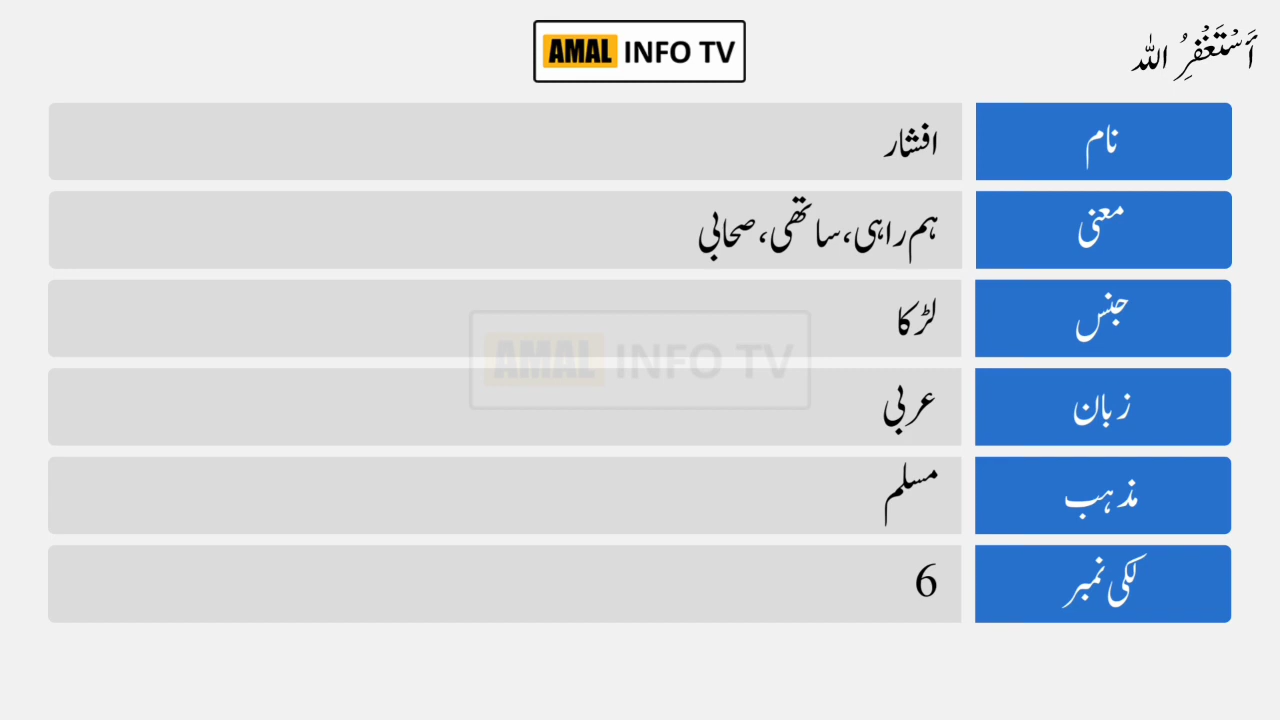 AMAL INFO TV
أَسْتَغْفِرُ اللّٰه
نام افشار
معنی ہم راہی، ساتھی، صحابی
جنس لڑکا
AMAL INFO TV
زبان عربی
مذہب مسلم
لکی نمبر 6